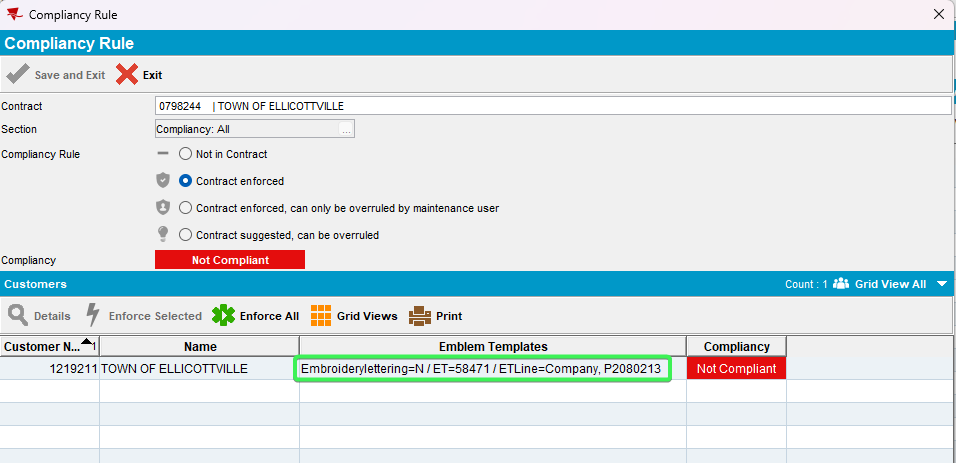 Compliancy Rule
Compliancy Rule
Save and Exit Exit
Contract 0798244 | TOWN OF ELLICOTTVILLE
Section Compliancy: All ...
Compliancy Rule Not in Contract
Contract enforced
Contract enforced, can only be overruled by maintenance user
Contract suggested, can be overruled
Compliancy Not Compliant
Customers Count : 1 Grid View All
Details Enforce Selected Enforce All Grid Views Print
Customer N... 1 Name Emblem Templates Compliancy
1219211 TOWN OF ELLICOTTVILLE Embroiderylettering=N / ET=58471 / ETLine=Company, P2080213 Not Compliant